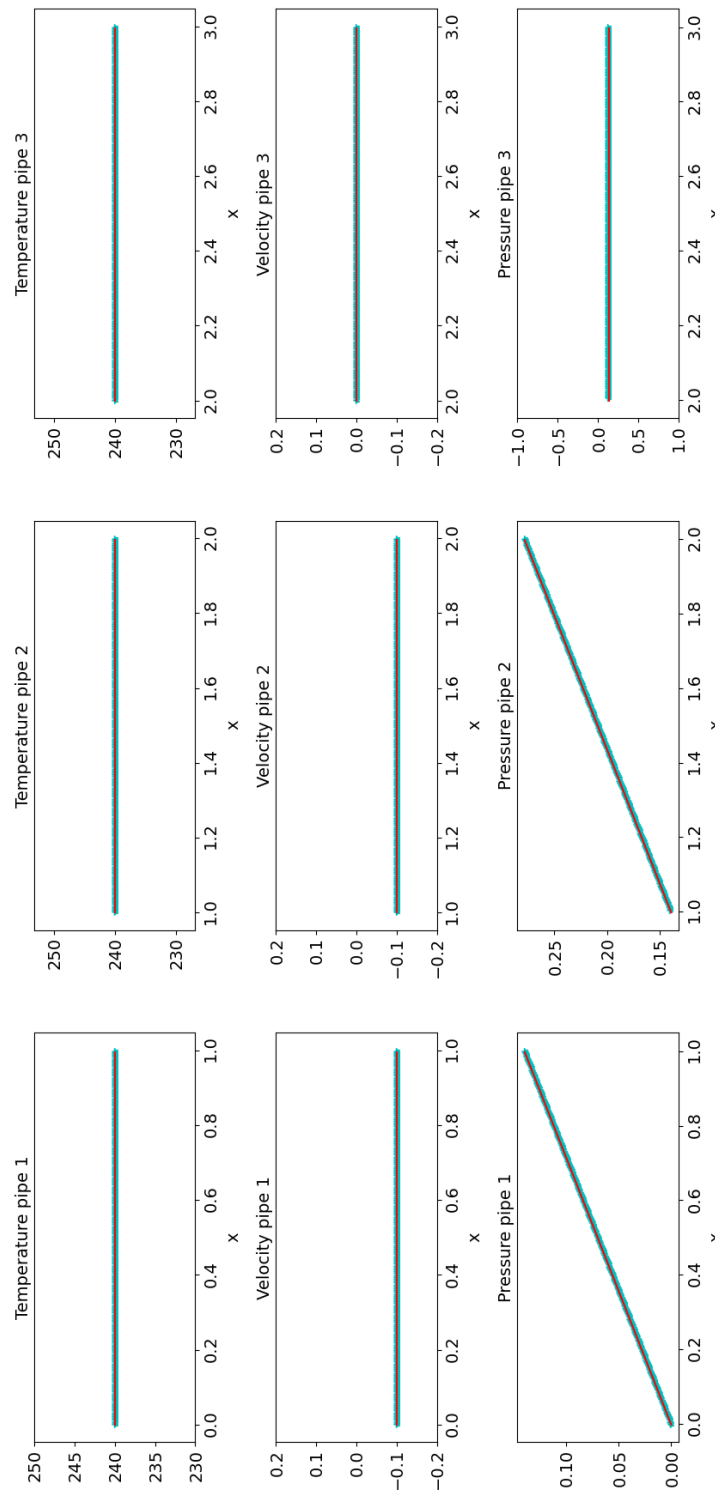 Temperature pipe 1
250
240
235
230
0.0 0.2 0.4 0.6 0.8 1.0
x
Temperature pipe 2
250
240
230
1.0 1.2 1.4 1.6 1.8 2.0
x
Temperature pipe 3
250
240
230
2.0 2.2 2.4 2.6 2.8 3.0
x
Velocity pipe 1
0.2
0.1
0.0
−0.1
−0.2
0.0 0.2 0.4 0.6 0.8 1.0
x
Velocity pipe 2
0.2
0.1
0.0
−0.1
−0.2
1.0 1.2 1.4 1.6 1.8 2.0
x
Velocity pipe 3
0.2
0.1
0.0
−0.1
−0.2
2.0 2.2 2.4 2.6 2.8 3.0
x
Pressure pipe 1
0.10
0.05
0.00
0.0 0.2 0.4 0.6 0.8 1.0
x
Pressure pipe 2
0.25
0.20
0.15
1.0 1.2 1.4 1.6 1.8 2.0
x
Pressure pipe 3
−1.0
−0.5
0.0
0.5
1.0
2.0 2.2 2.4 2.6 2.8 3.0
x